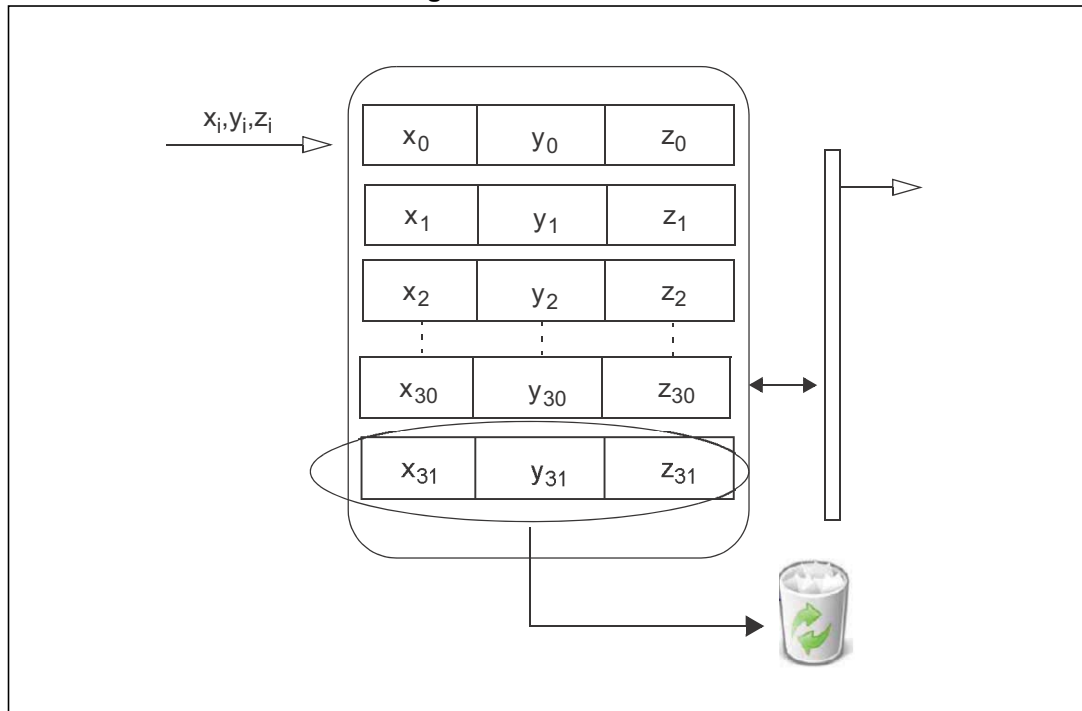 xᵢ,yᵢ,zᵢ
x₀ y₀ z₀
x₁ y₁ z₁
x₂ y₂ z₂
x₃₀ y₃₀ z₃₀
x₃₁ y₃₁ z₃₁